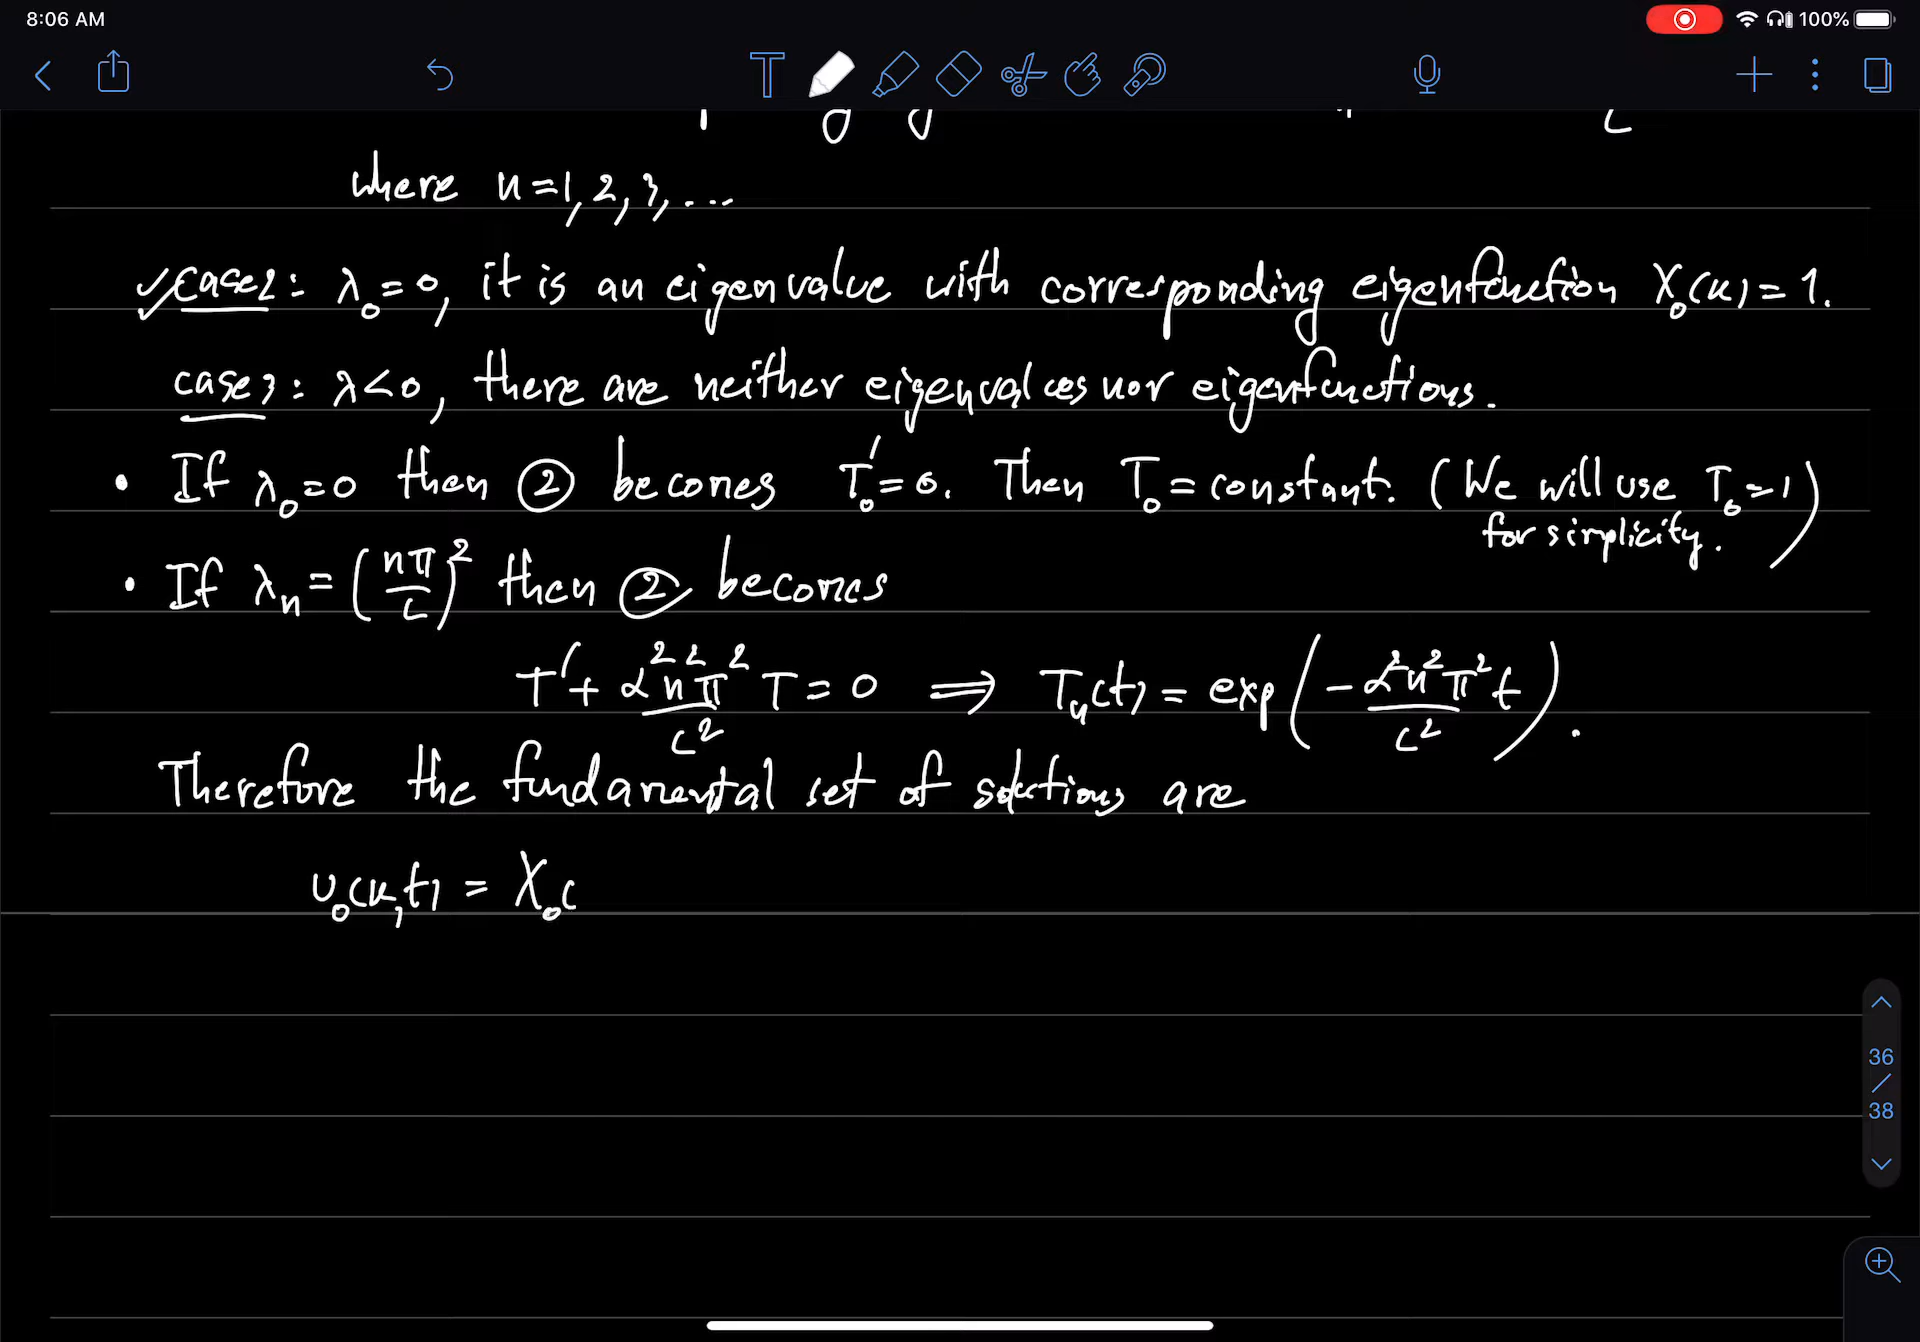 8:06 AM
100%
where n=1, 2, 3, ...
case2: λ₀=0, it is an eigenvalue with corresponding eigenfunction X₀(x)=1.
case3: λ<0, there are neither eigenvalues nor eigenfunctions.
• If λ₀=0 then ② becomes T₀'=0. Then T₀=constant. (We will use T₀=1
for simplicity.)
• If λₙ=(nπ/L)² then ② becomes
T'+ α²n²π²/L² T=0 ⟹ Tₙ(t)=exp(-α²n²π²t/L²).
Therefore the fundamental set of solutions are
u₀(x,t) = X₀(
36
/
38